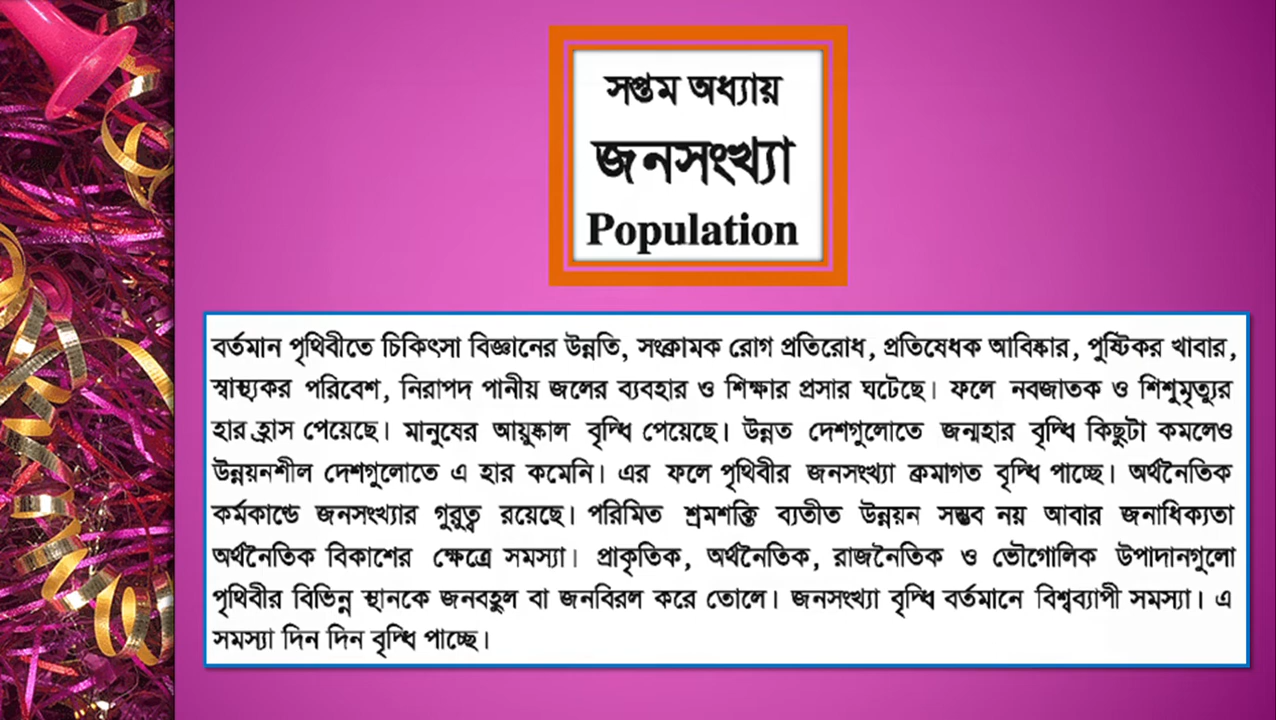 সপ্তম অধ্যায়
জনসংখ্যা
Population
বর্তমান পৃথিবীতে চিকিৎসা বিজ্ঞানের উন্নতি, সংক্রামক রোগ প্রতিরোধ, প্রতিষেধক আবিষ্কার, পুষ্টিকর খাবার,
স্বাস্থ্যকর পরিবেশ, নিরাপদ পানীয় জলের ব্যবহার ও শিক্ষার প্রসার ঘটেছে। ফলে নবজাতক ও শিশুমৃত্যুর
হার হ্রাস পেয়েছে। মানুষের আয়ুষ্কাল বৃদ্ধি পেয়েছে। উন্নত দেশগুলোতে জন্মহার বৃদ্ধি কিছুটা কমলেও
উন্নয়নশীল দেশগুলোতে এ হার কমেনি। এর ফলে পৃথিবীর জনসংখ্যা ক্রমাগত বৃদ্ধি পাচ্ছে। অর্থনৈতিক
কর্মকাণ্ডে জনসংখ্যার গুরুত্ব রয়েছে। পরিমিত শ্রমশক্তি ব্যতীত উন্নয়ন সম্ভব নয় আবার জনাধিক্যতা
অর্থনৈতিক বিকাশের ক্ষেত্রে সমস্যা। প্রাকৃতিক, অর্থনৈতিক, রাজনৈতিক ও ভৌগোলিক উপাদানগুলো
পৃথিবীর বিভিন্ন স্থানকে জনবহুল বা জনবিরল করে তোলে। জনসংখ্যা বৃদ্ধি বর্তমানে বিশ্বব্যাপী সমস্যা। এ
সমস্যা দিন দিন বৃদ্ধি পাচ্ছে।